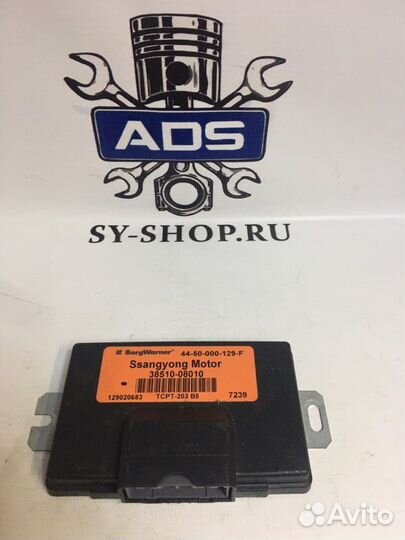 ADS
SY-SHOP.RU
BorgWarner 44-50-000-129-F
Ssangyong Motor
38510-08010
129020683 TCPT-203 B5 7239
Avito